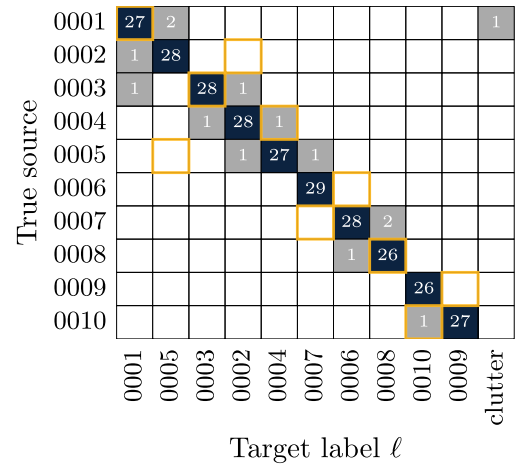 0001 27 2 1
0002 1 28
0003 1 28 1
0004 1 28 1
0005 1 27 1
0006 29
0007 28 2
0008 1 26
0009 26
0010 1 27
True source
0001 0005 0003 0002 0004 0007 0006 0008 0010 0009 clutter
Target label ℓ